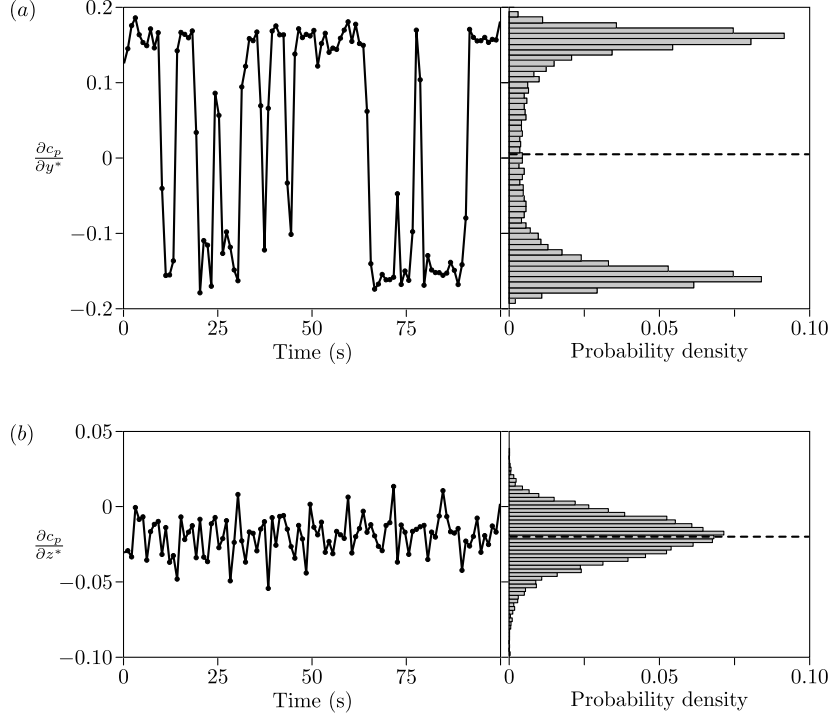 (a)
0.2
0.1
0
−0.1
−0.2
∂c_p/∂y*
0 25 50 75 0 0.05 0.10
Time (s) Probability density
(b)
0.05
0
−0.05
−0.10
∂c_p/∂z*
0 25 50 75 0 0.05 0.10
Time (s) Probability density